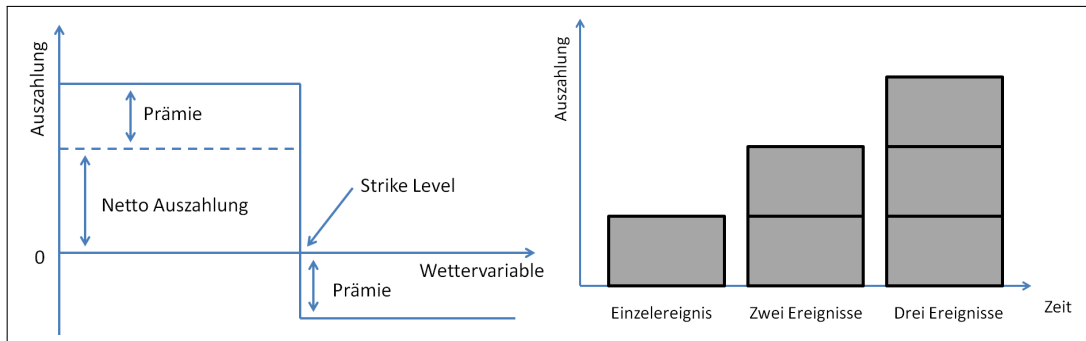 Auszahlung
Prämie
Netto Auszahlung
Strike Level
0
Wettervariable
Prämie
Auszahlung
Einzelereignis
Zwei Ereignisse
Drei Ereignisse
Zeit